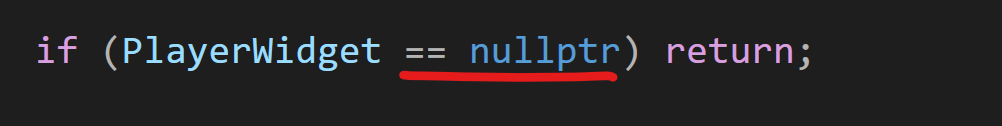 if (PlayerWidget == nullptr) return;